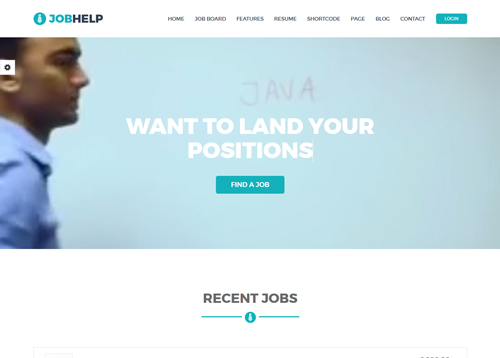 JOBHELP
HOME JOB BOARD FEATURES RESUME SHORTCODE PAGE BLOG CONTACT LOGIN
JAVA
WANT TO LAND YOUR
POSITIONS
FIND A JOB
RECENT JOBS